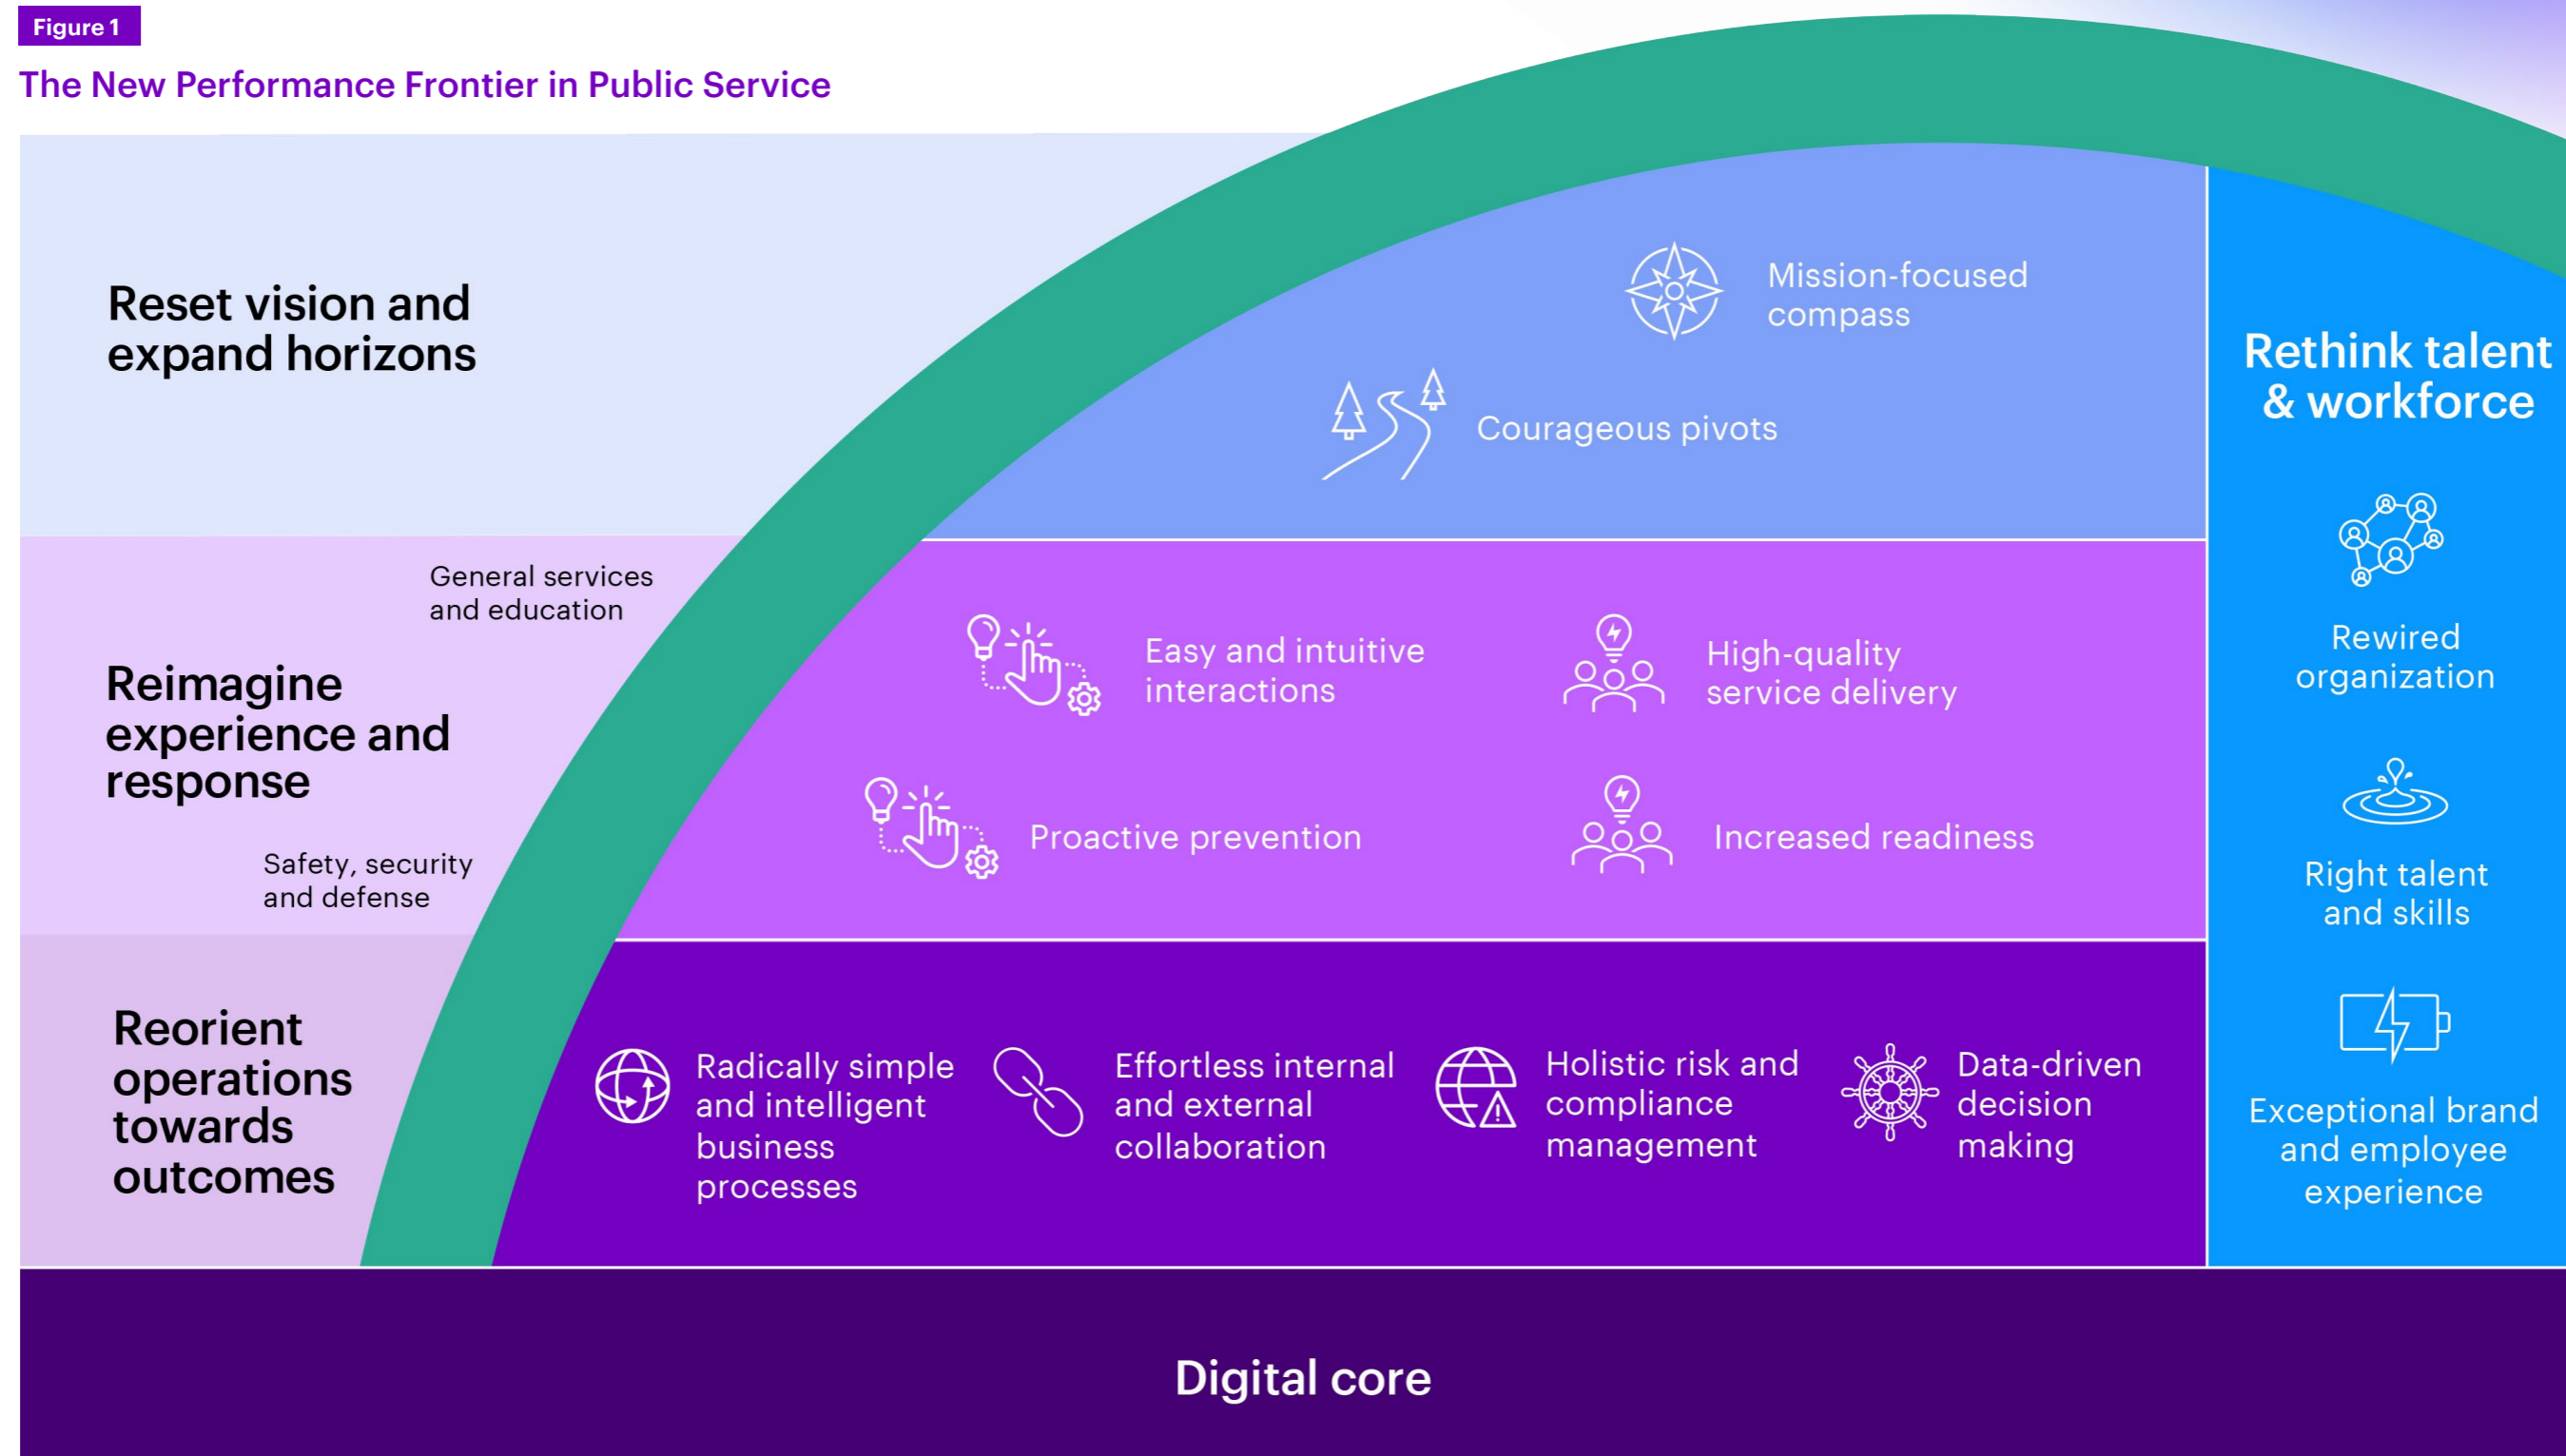 Figure 1
The New Performance Frontier in Public Service
Reset vision and
expand horizons
Mission-focused
compass
Courageous pivots
General services
and education
Reimagine
experience and
response
Safety, security
and defense
Easy and intuitive
interactions
High-quality
service delivery
Proactive prevention
Increased readiness
Reorient
operations
towards
outcomes
Radically simple
and intelligent
business
processes
Effortless internal
and external
collaboration
Holistic risk and
compliance
management
Data-driven
decision
making
Rethink talent
& workforce
Rewired
organization
Right talent
and skills
Exceptional brand
and employee
experience
Digital core